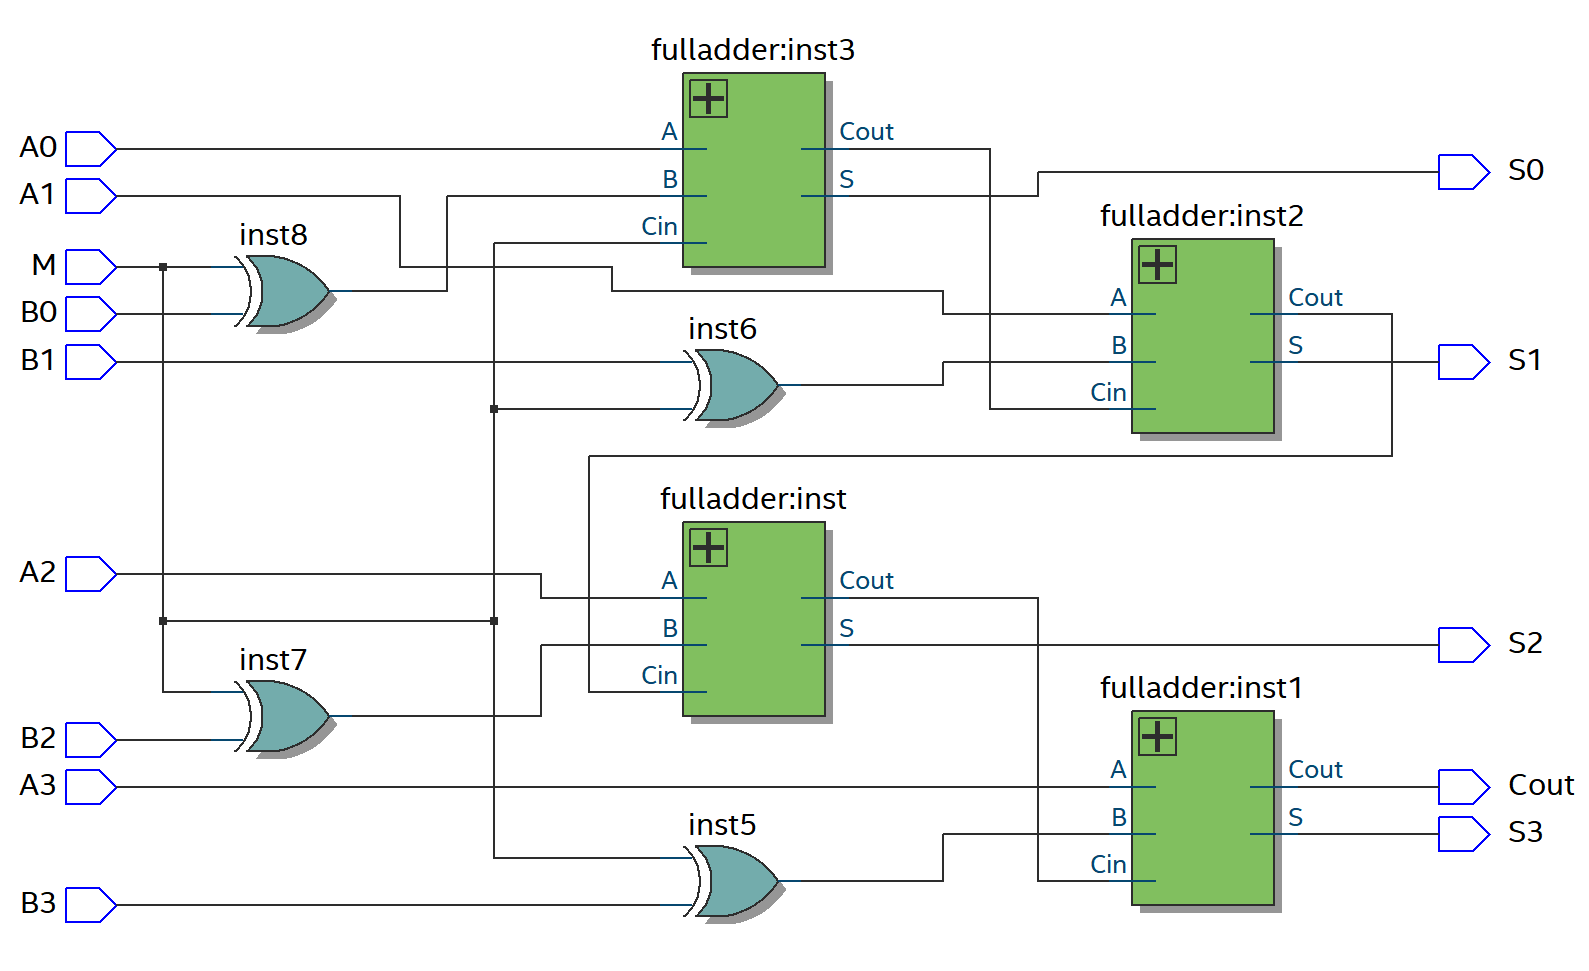 fulladder:inst3
A0
A
Cout
A1
B
S
S0
Cin
inst8
fulladder:inst2
M
B0
A
Cout
inst6
B1
B
S
S1
Cin
fulladder:inst
A2
A
Cout
B
S
S2
inst7
Cin
fulladder:inst1
B2
A3
A
Cout
Cout
inst5
B
S
S3
Cin
B3